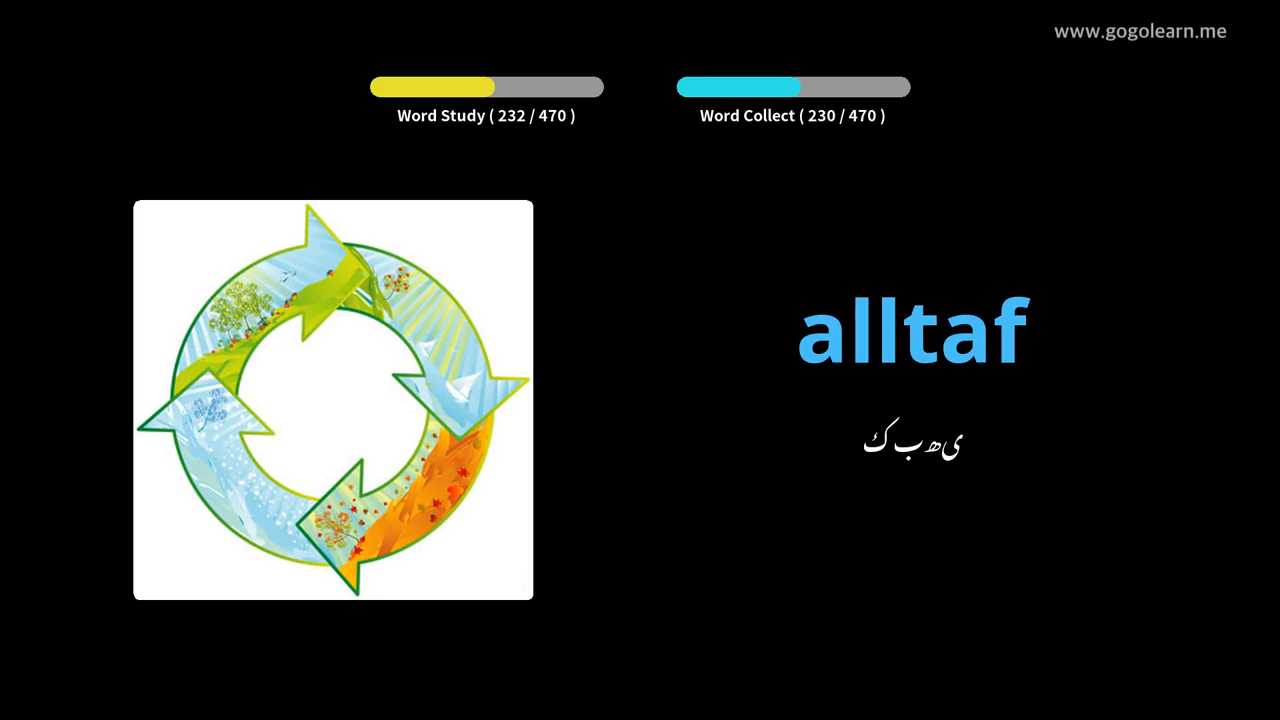 www.gogolearn.me
Word Study ( 232 / 470 )
Word Collect ( 230 / 470 )
alltaf
ی ھ ب ک